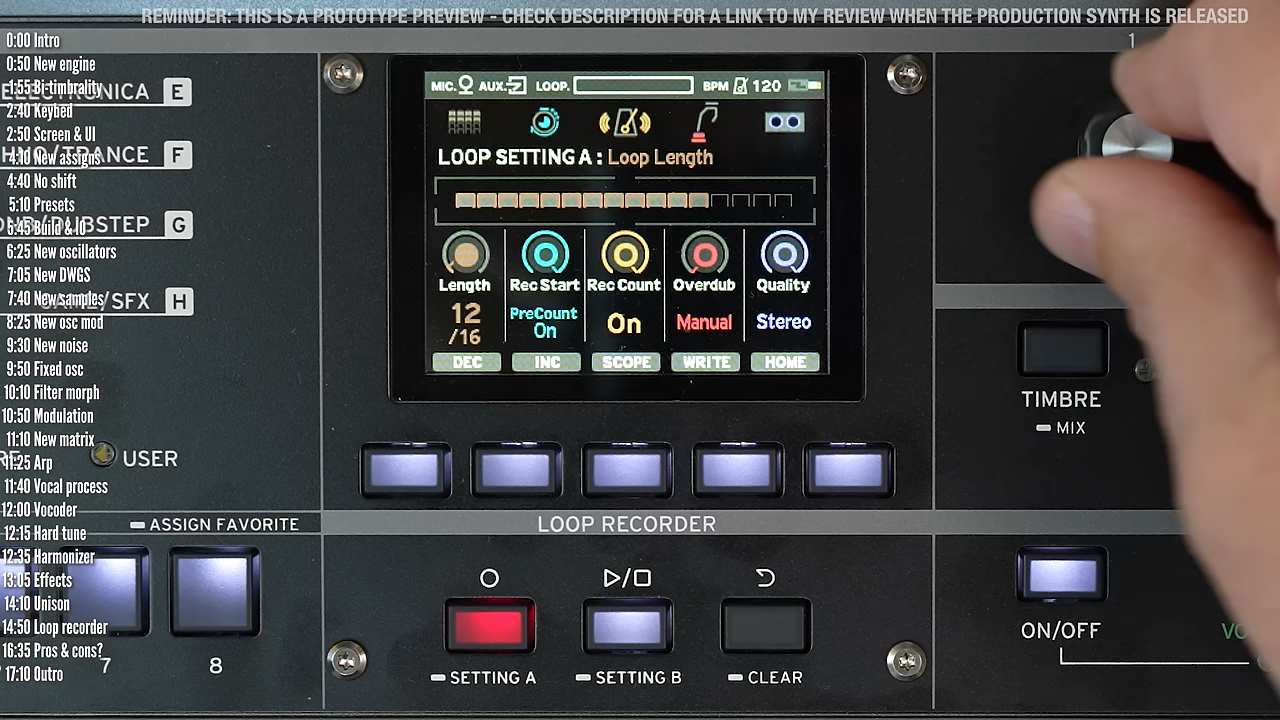 REMINDER: THIS IS A PROTOTYPE PREVIEW - CHECK DESCRIPTION FOR A LINK TO MY REVIEW WHEN THE PRODUCTION SYNTH IS RELEASED
0:00 Intro
0:50 New engine
1:55 Bi-timbrality
2:40 Keybed
2:50 Screen & UI
4:10 New assigns
4:40 No shift
5:10 Presets
5:45 Build & IO
6:25 New oscillators
7:05 New DWGS
7:40 New samples
8:25 New osc mod
9:30 New noise
9:50 Fixed osc
10:10 Filter morph
10:50 Modulation
11:10 New matrix
11:25 Arp
11:40 Vocal process
12:00 Vocoder
12:15 Hard tune
12:35 Harmonizer
13:05 Effects
14:10 Unison
14:50 Loop recorder
16:35 Pros & cons?
17:10 Outro
E
/TRANCE F
/DUBSTEP G
/SFX H
USER
ASSIGN FAVORITE
7 8
MIC. AUX. LOOP. BPM 120
LOOP SETTING A : Loop Length
Length Rec Start Rec Count Overdub Quality
12 /16 PreCount On On Manual Stereo
DEC INC SCOPE WRITE HOME
LOOP RECORDER
SETTING A SETTING B CLEAR
1
TIMBRE
MIX
ON/OFF